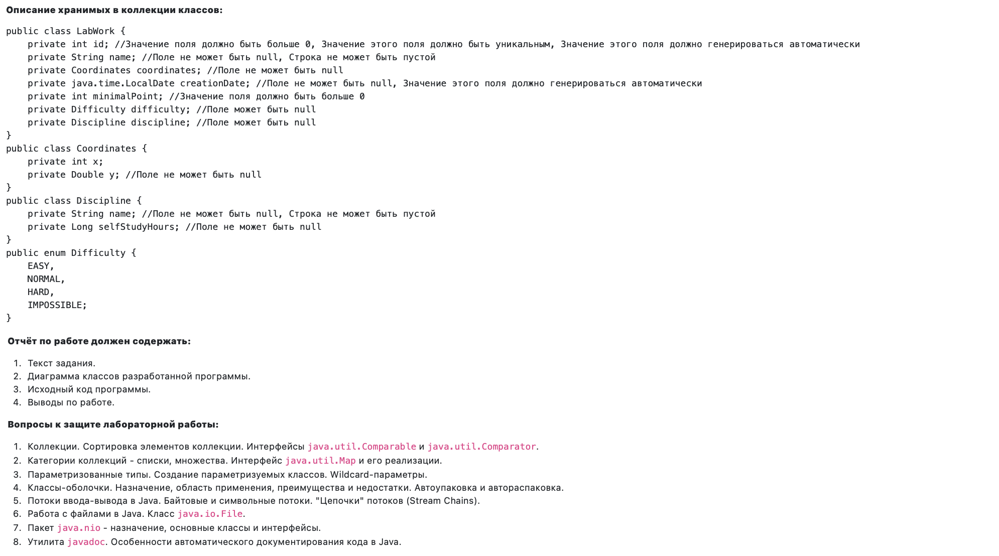 Описание хранимых в коллекции классов:
public class LabWork {
    private int id; //Значение поля должно быть больше 0, Значение этого поля должно быть уникальным, Значение этого поля должно генерироваться автоматически
    private String name; //Поле не может быть null, Строка не может быть пустой
    private Coordinates coordinates; //Поле не может быть null
    private java.time.LocalDate creationDate; //Поле не может быть null, Значение этого поля должно генерироваться автоматически
    private int minimalPoint; //Значение поля должно быть больше 0
    private Difficulty difficulty; //Поле может быть null
    private Discipline discipline; //Поле может быть null
}
public class Coordinates {
    private int x;
    private Double y; //Поле не может быть null
}
public class Discipline {
    private String name; //Поле не может быть null, Строка не может быть пустой
    private Long selfStudyHours; //Поле не может быть null
}
public enum Difficulty {
    EASY,
    NORMAL,
    HARD,
    IMPOSSIBLE;
}
Отчёт по работе должен содержать:
1. Текст задания.
2. Диаграмма классов разработанной программы.
3. Исходный код программы.
4. Выводы по работе.
Вопросы к защите лабораторной работы:
1. Коллекции. Сортировка элементов коллекции. Интерфейсы java.util.Comparable и java.util.Comparator.
2. Категории коллекций - списки, множества. Интерфейс java.util.Map и его реализации.
3. Параметризованные типы. Создание параметризуемых классов. Wildcard-параметры.
4. Классы-оболочки. Назначение, область применения, преимущества и недостатки. Автоупаковка и автораспаковка.
5. Потоки ввода-вывода в Java. Байтовые и символьные потоки. "Цепочки" потоков (Stream Chains).
6. Работа с файлами в Java. Класс java.io.File.
7. Пакет java.nio - назначение, основные классы и интерфейсы.
8. Утилита javadoc. Особенности автоматического документирования кода в Java.